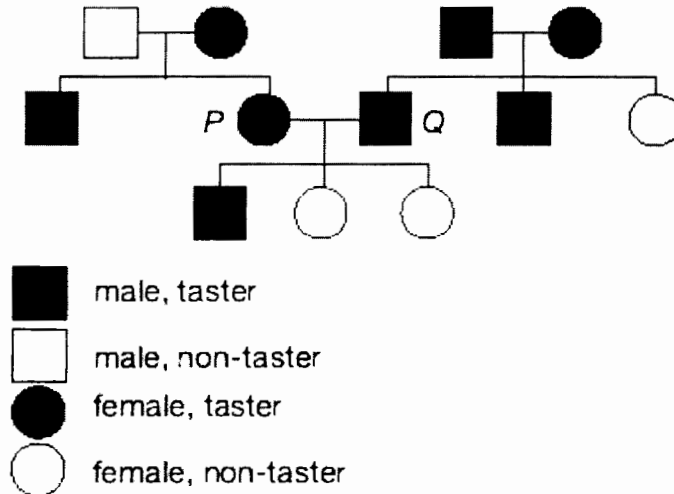 P
Q
male, taster
male, non-taster
female, taster
female, non-taster